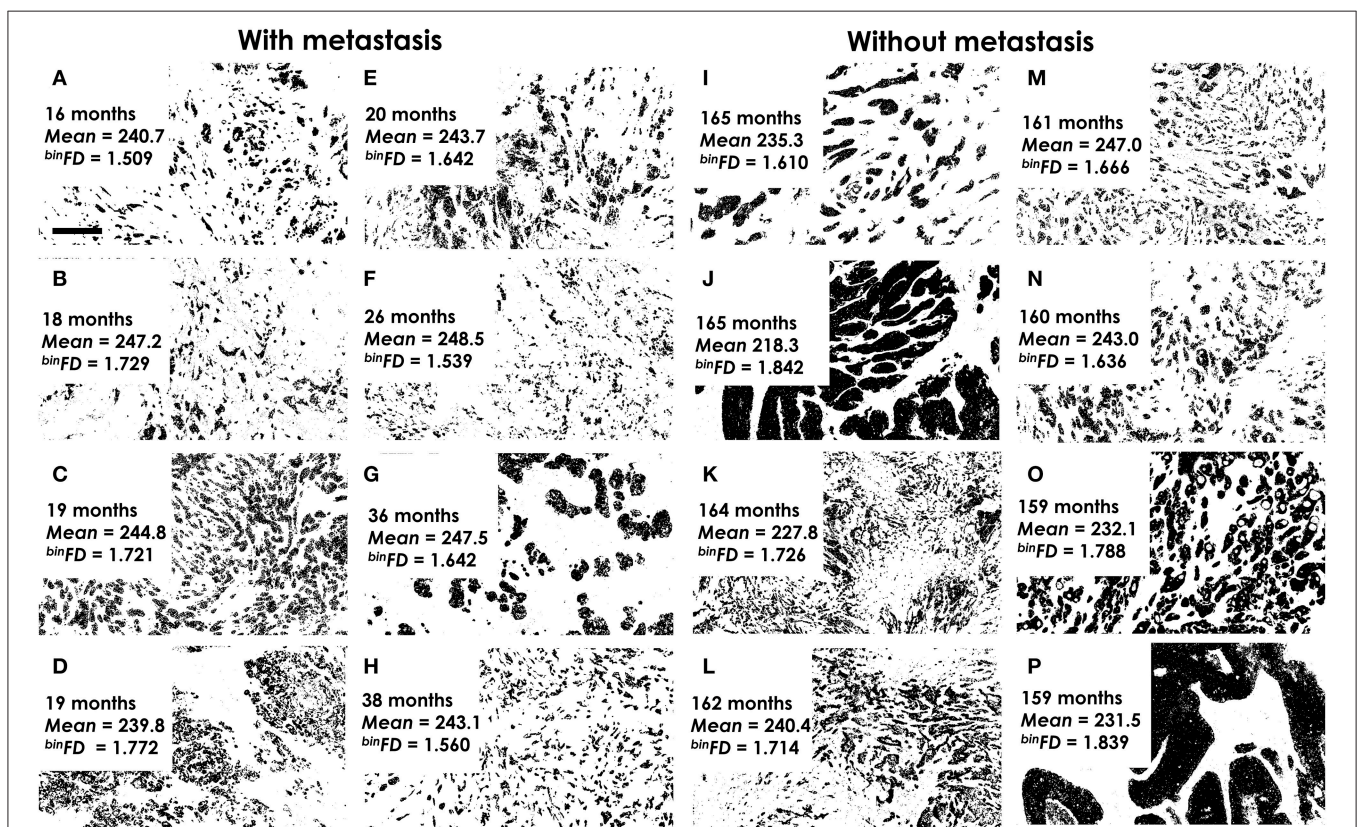 With metastasis
Without metastasis
A
16 months
Mean = 240.7
binFD = 1.509
B
18 months
Mean = 247.2
binFD = 1.729
C
19 months
Mean = 244.8
binFD = 1.721
D
19 months
Mean = 239.8
binFD = 1.772
E
20 months
Mean = 243.7
binFD = 1.642
F
26 months
Mean = 248.5
binFD = 1.539
G
36 months
Mean = 247.5
binFD = 1.642
H
38 months
Mean = 243.1
binFD = 1.560
I
165 months
Mean 235.3
binFD = 1.610
J
165 months
Mean 218.3
binFD = 1.842
K
164 months
Mean = 227.8
binFD = 1.726
L
162 months
Mean = 240.4
binFD = 1.714
M
161 months
Mean = 247.0
binFD = 1.666
N
160 months
Mean = 243.0
binFD = 1.636
O
159 months
Mean = 232.1
binFD = 1.788
P
159 months
Mean = 231.5
binFD = 1.839